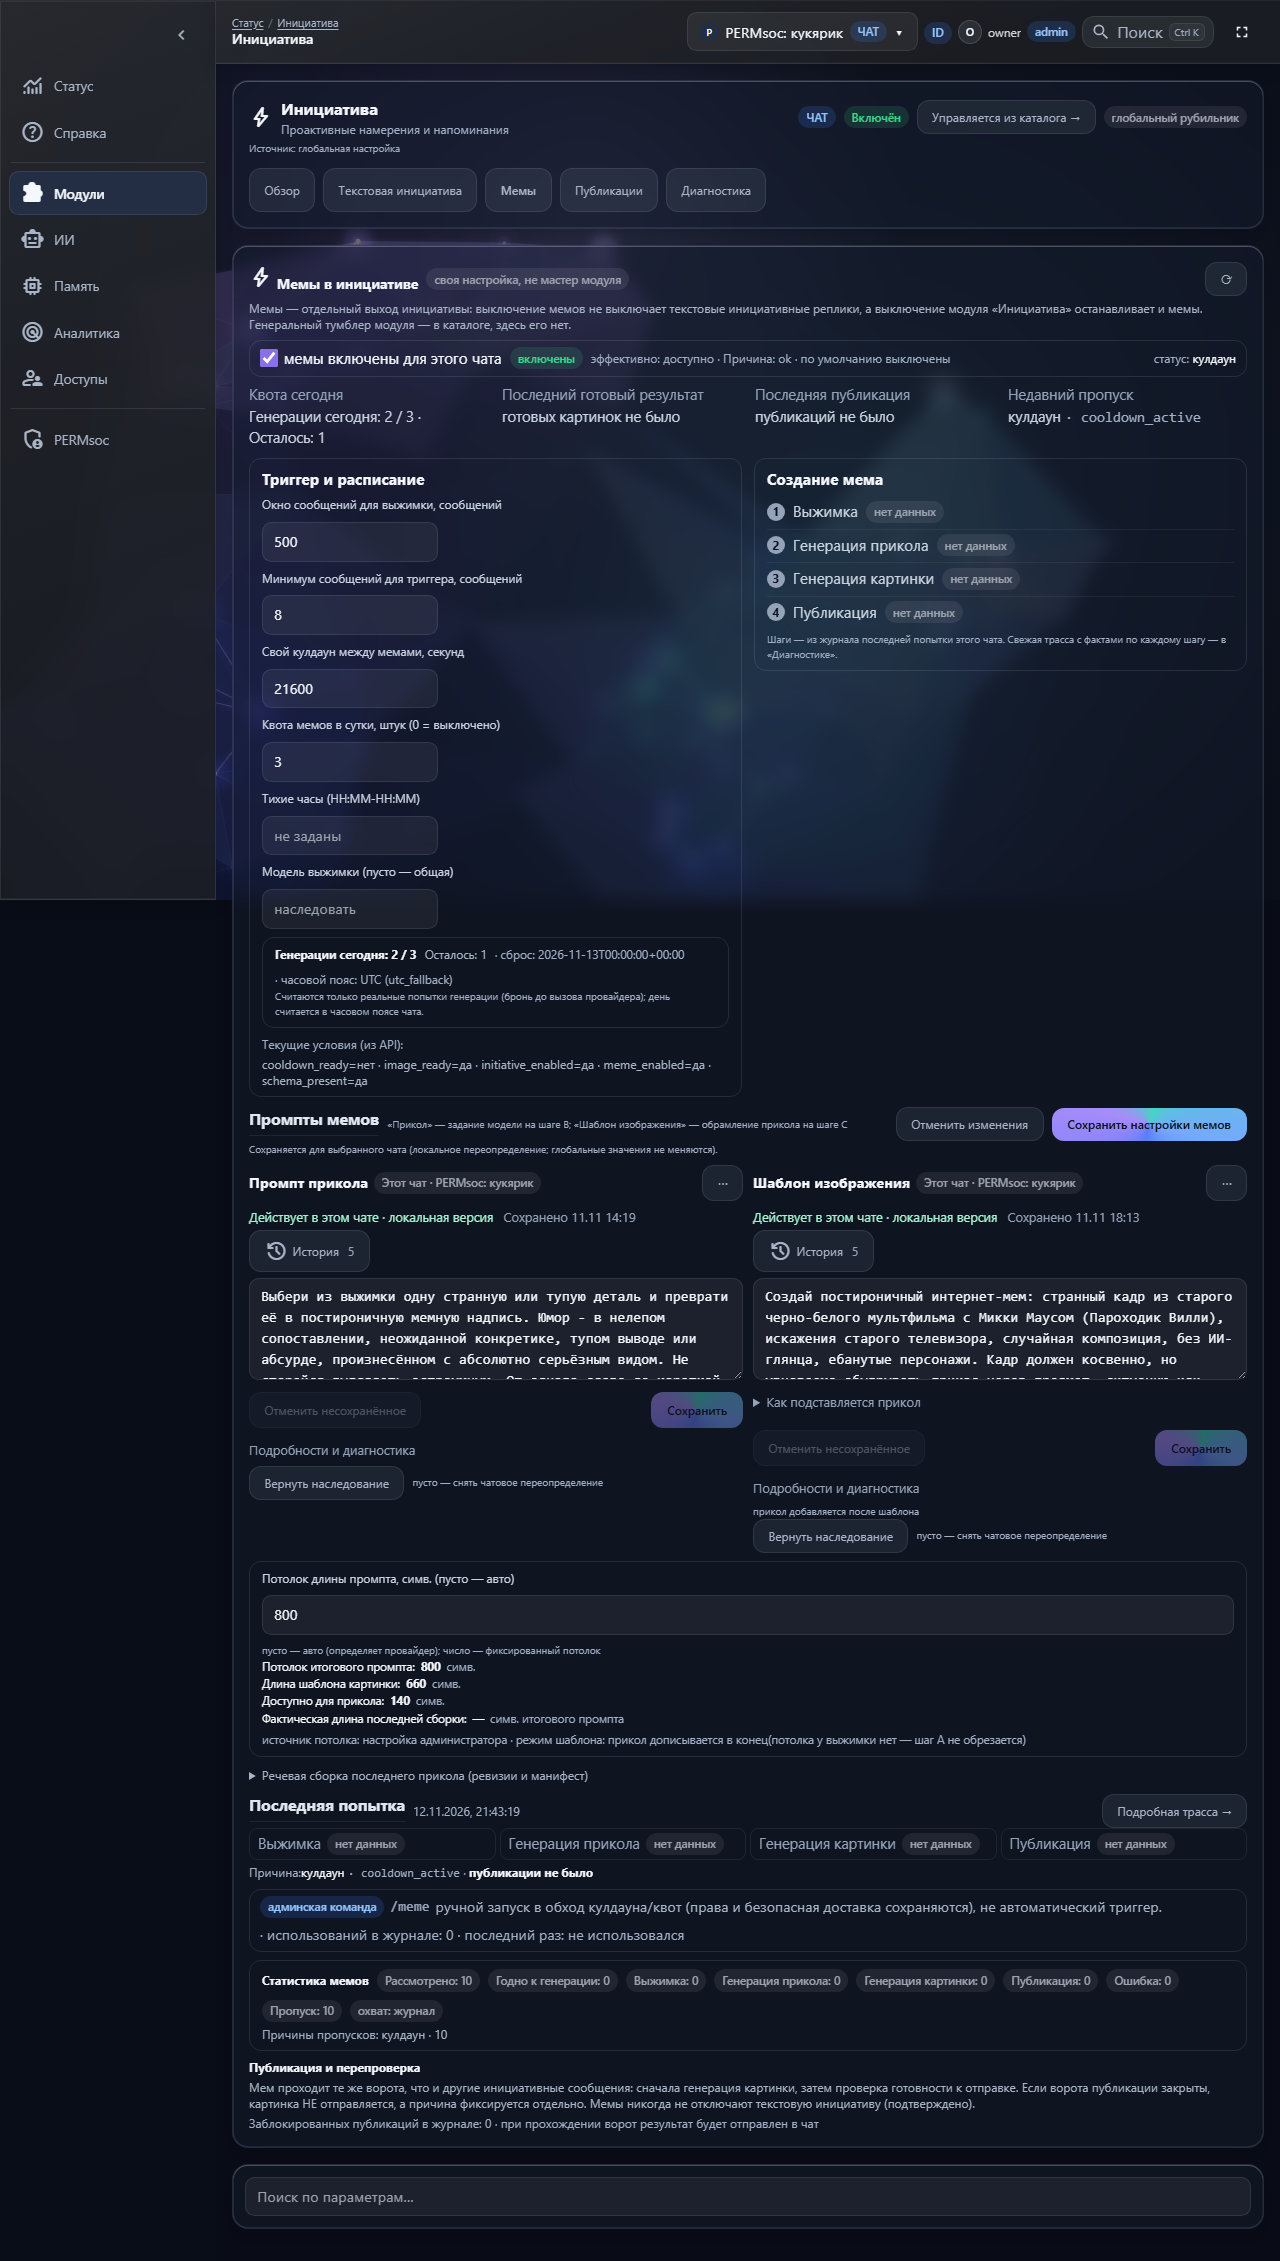 Статус / Инициатива
Инициатива
P PERMsoc: кукярик ЧАТ ▾ ID O owner admin Поиск Ctrl K
Статус
Справка
Модули
ИИ
Память
Аналитика
Доступы
PERMsoc
Инициатива
Проактивные намерения и напоминания
ЧАТ Включён Управляется из каталога → глобальный рубильник
Источник: глобальная настройка
Обзор Текстовая инициатива Мемы Публикации Диагностика
Мемы в инициативе своя настройка, не мастер модуля
Мемы — отдельный выход инициативы: выключение мемов не выключает текстовые инициативные реплики, а выключение модуля «Инициатива» останавливает и мемы.
Генеральный тумблер модуля — в каталоге, здесь его нет.
мемы включены для этого чата включены эффективно: доступно · Причина: ok · по умолчанию выключены статус: кулдаун
Квота сегодня
Генерации сегодня: 2 / 3 ·
Осталось: 1
Последний готовый результат
готовых картинок не было
Последняя публикация
публикаций не было
Недавний пропуск
кулдаун · cooldown_active
Триггер и расписание
Окно сообщений для выжимки, сообщений
500
Минимум сообщений для триггера, сообщений
8
Свой кулдаун между мемами, секунд
21600
Квота мемов в сутки, штук (0 = выключено)
3
Тихие часы (HH:MM-HH:MM)
не заданы
Модель выжимки (пусто — общая)
наследовать
Генерации сегодня: 2 / 3 Осталось: 1 · сброс: 2026-11-13T00:00:00+00:00
· часовой пояс: UTC (utc_fallback)
Считаются только реальные попытки генерации (бронь до вызова провайдера); день
считается в часовом поясе чата.
Текущие условия (из API):
cooldown_ready=нет · image_ready=да · initiative_enabled=да · meme_enabled=да ·
schema_present=да
Создание мема
1 Выжимка нет данных
2 Генерация прикола нет данных
3 Генерация картинки нет данных
4 Публикация нет данных
Шаги — из журнала последней попытки этого чата. Свежая трасса с фактами по каждому шагу — в
«Диагностике».
Промпты мемов «Прикол» — задание модели на шаге B; «Шаблон изображения» — обрамление прикола на шаге C
Отменить изменения Сохранить настройки мемов
Сохраняется для выбранного чата (локальное переопределение; глобальные значения не меняются).
Промпт прикола Этот чат · PERMsoc: кукярик ...
Действует в этом чате · локальная версия Сохранено 11.11 14:19
История 5
Выбери из выжимки одну странную или тупую деталь и преврати
её в постироничную мемную надпись. Юмор - в нелепом
сопоставлении, неожиданной конкретике, тупом выводе или
абсурде, произнесённом с абсолютно серьёзным видом. Не
Отменить несохранённое Сохранить
Подробности и диагностика
Вернуть наследование пусто — снять чатовое переопределение
Шаблон изображения Этот чат · PERMsoc: кукярик ...
Действует в этом чате · локальная версия Сохранено 11.11 18:13
История 5
Создай постироничный интернет-мем: странный кадр из старого
черно-белого мультфильма с Микки Маусом (Пароходик Вилли),
искажения старого телевизора, случайная композиция, без ИИ-
глянца, ебанутые персонажи. Кадр должен косвенно, но
Как подставляется прикол
Отменить несохранённое Сохранить
Подробности и диагностика
прикол добавляется после шаблона
Вернуть наследование пусто — снять чатовое переопределение
Потолок длины промпта, симв. (пусто — авто)
800
пусто — авто (определяет провайдер); число — фиксированный потолок
Потолок итогового промпта: 800 симв.
Длина шаблона картинки: 660 симв.
Доступно для прикола: 140 симв.
Фактическая длина последней сборки: — симв. итогового промпта
источник потолка: настройка администратора · режим шаблона: прикол дописывается в конец(потолка у выжимки нет — шаг A не обрезается)
Речевая сборка последнего прикола (ревизии и манифест)
Последняя попытка 12.11.2026, 21:43:19 Подробная трасса →
Выжимка нет данных Генерация прикола нет данных Генерация картинки нет данных Публикация нет данных
Причина:кулдаун · cooldown_active · публикации не было
админская команда /meme ручной запуск в обход кулдауна/квот (права и безопасная доставка сохраняются), не автоматический триггер.
· использований в журнале: 0 · последний раз: не использовался
Статистика мемов Рассмотрено: 10 Годно к генерации: 0 Выжимка: 0 Генерация прикола: 0 Генерация картинки: 0 Публикация: 0 Ошибка: 0
Пропуск: 10 охват: журнал
Причины пропусков: кулдаун · 10
Публикация и перепроверка
Мем проходит те же ворота, что и другие инициативные сообщения: сначала генерация картинки, затем проверка готовности к отправке. Если ворота публикации закрыты,
картинка НЕ отправляется, а причина фиксируется отдельно. Мемы никогда не отключают текстовую инициативу (подтверждено).
Заблокированных публикаций в журнале: 0 · при прохождении ворот результат будет отправлен в чат
Поиск по параметрам...